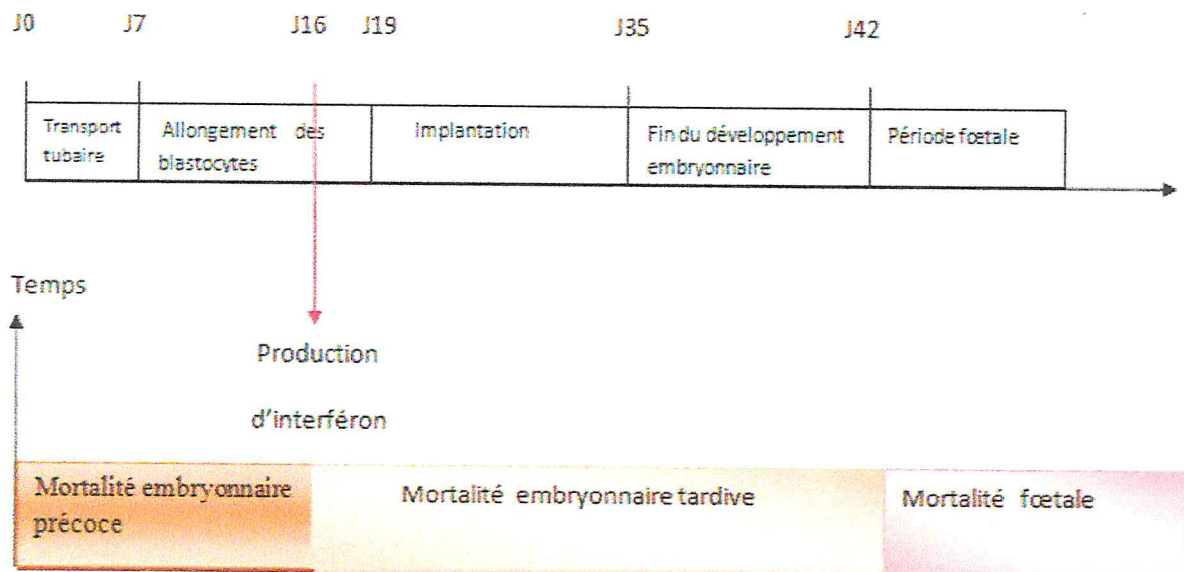 J0 J7 J16 J19 J35 J42
Transport tubaire
Allongement des blastocytes
Implantation
Fin du développement embryonnaire
Période fœtale
Temps
Production
d'interféron
Mortalité embryonnaire
précoce
Mortalité embryonnaire tardive
Mortalité fœtale